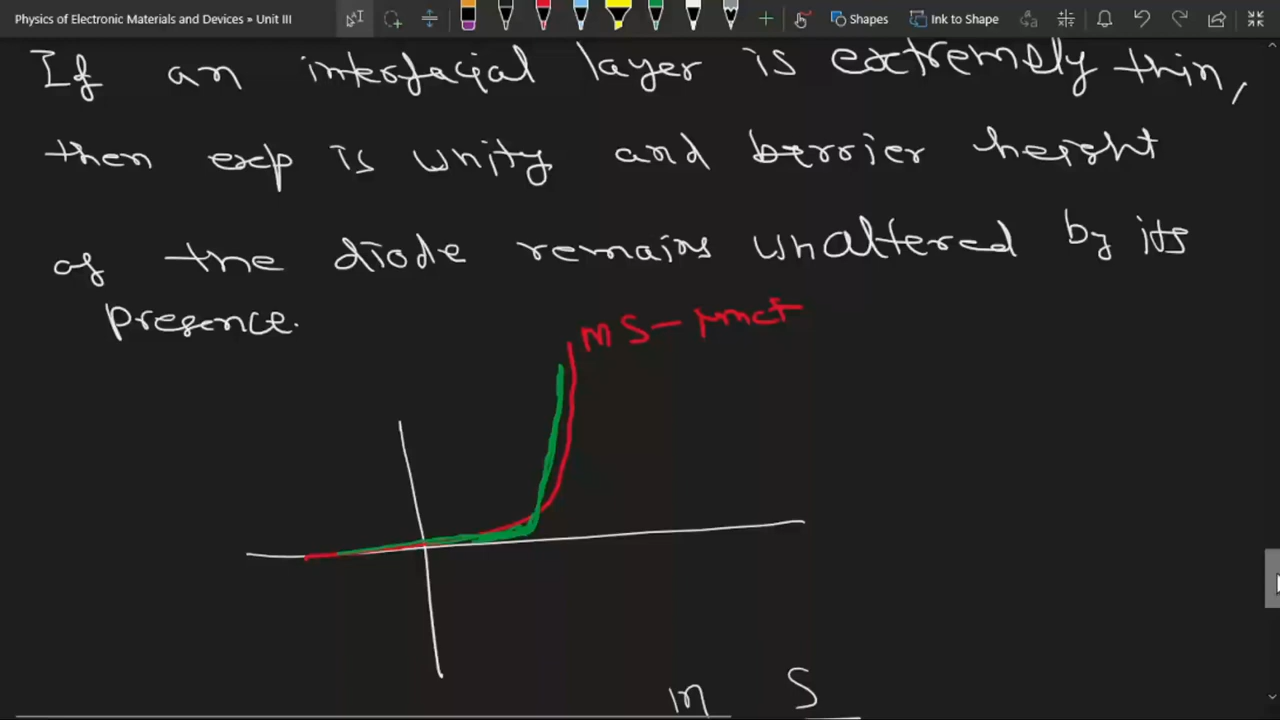 Physics of Electronic Materials and Devices » Unit III
Shapes
Ink to Shape
If an interfacial layer is extremely thin,
then exp is unity and berrier height
of the diode remains unaltered by its
presence.
MS-junct
m S